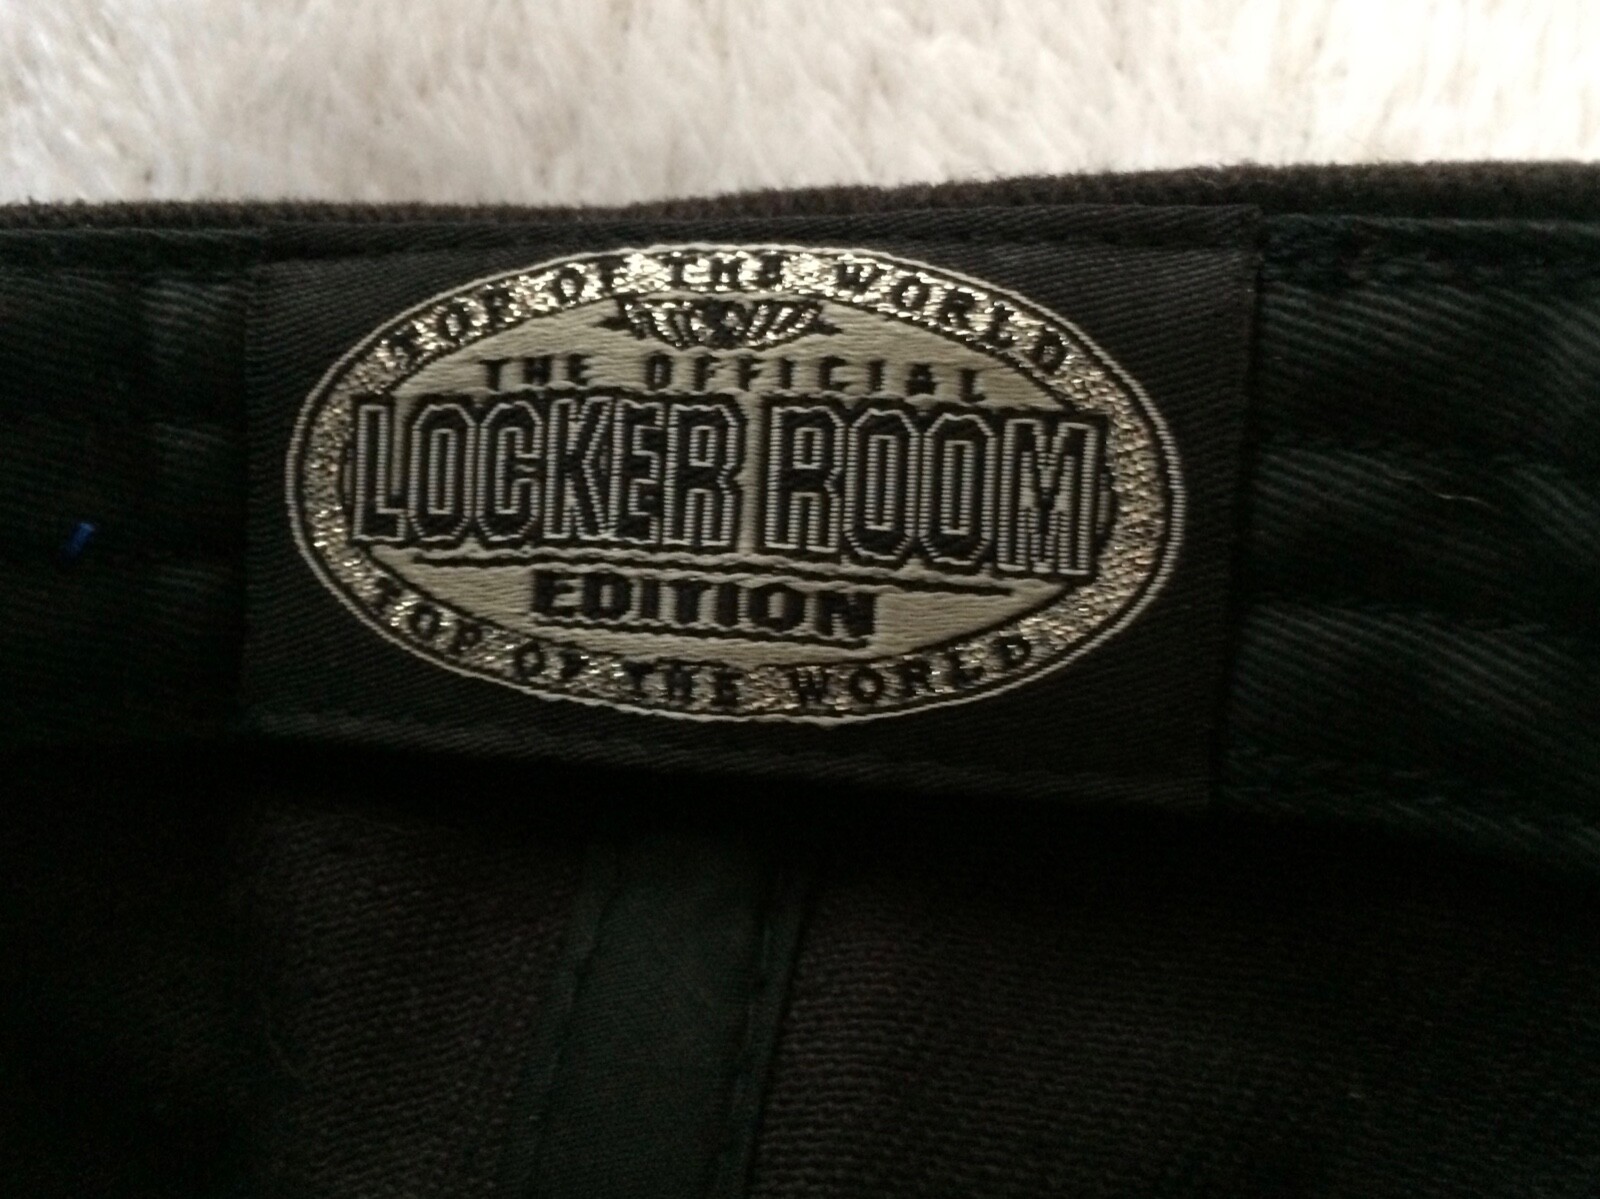 TOP OF THE WORLD
THE OFFICIAL
LOCKER ROOM
EDITION
TOP OF THE WORLD